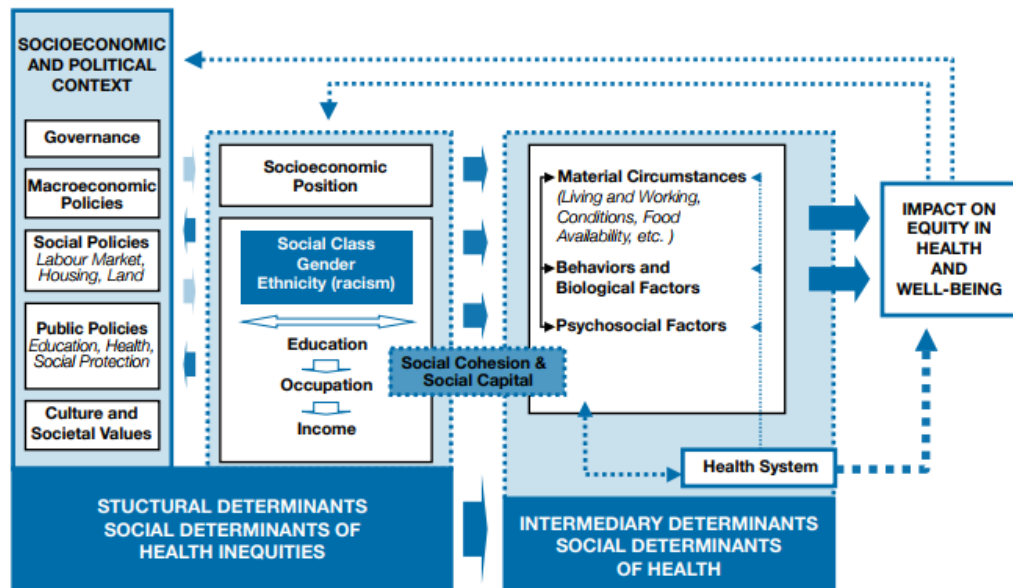 SOCIOECONOMIC
AND POLITICAL
CONTEXT
Governance
Macroeconomic
Policies
Social Policies
Labour Market,
Housing, Land
Public Policies
Education, Health,
Social Protection
Culture and
Societal Values
Socioeconomic
Position
Social Class
Gender
Ethnicity (racism)
Education
Occupation
Income
Social Cohesion &
Social Capital
Material Circumstances
(Living and Working,
Conditions, Food
Availability, etc. )
Behaviors and
Biological Factors
Psychosocial Factors
Health System
IMPACT ON
EQUITY IN
HEALTH
AND
WELL-BEING
STUCTURAL DETERMINANTS
SOCIAL DETERMINANTS OF
HEALTH INEQUITIES
INTERMEDIARY DETERMINANTS
SOCIAL DETERMINANTS
OF HEALTH